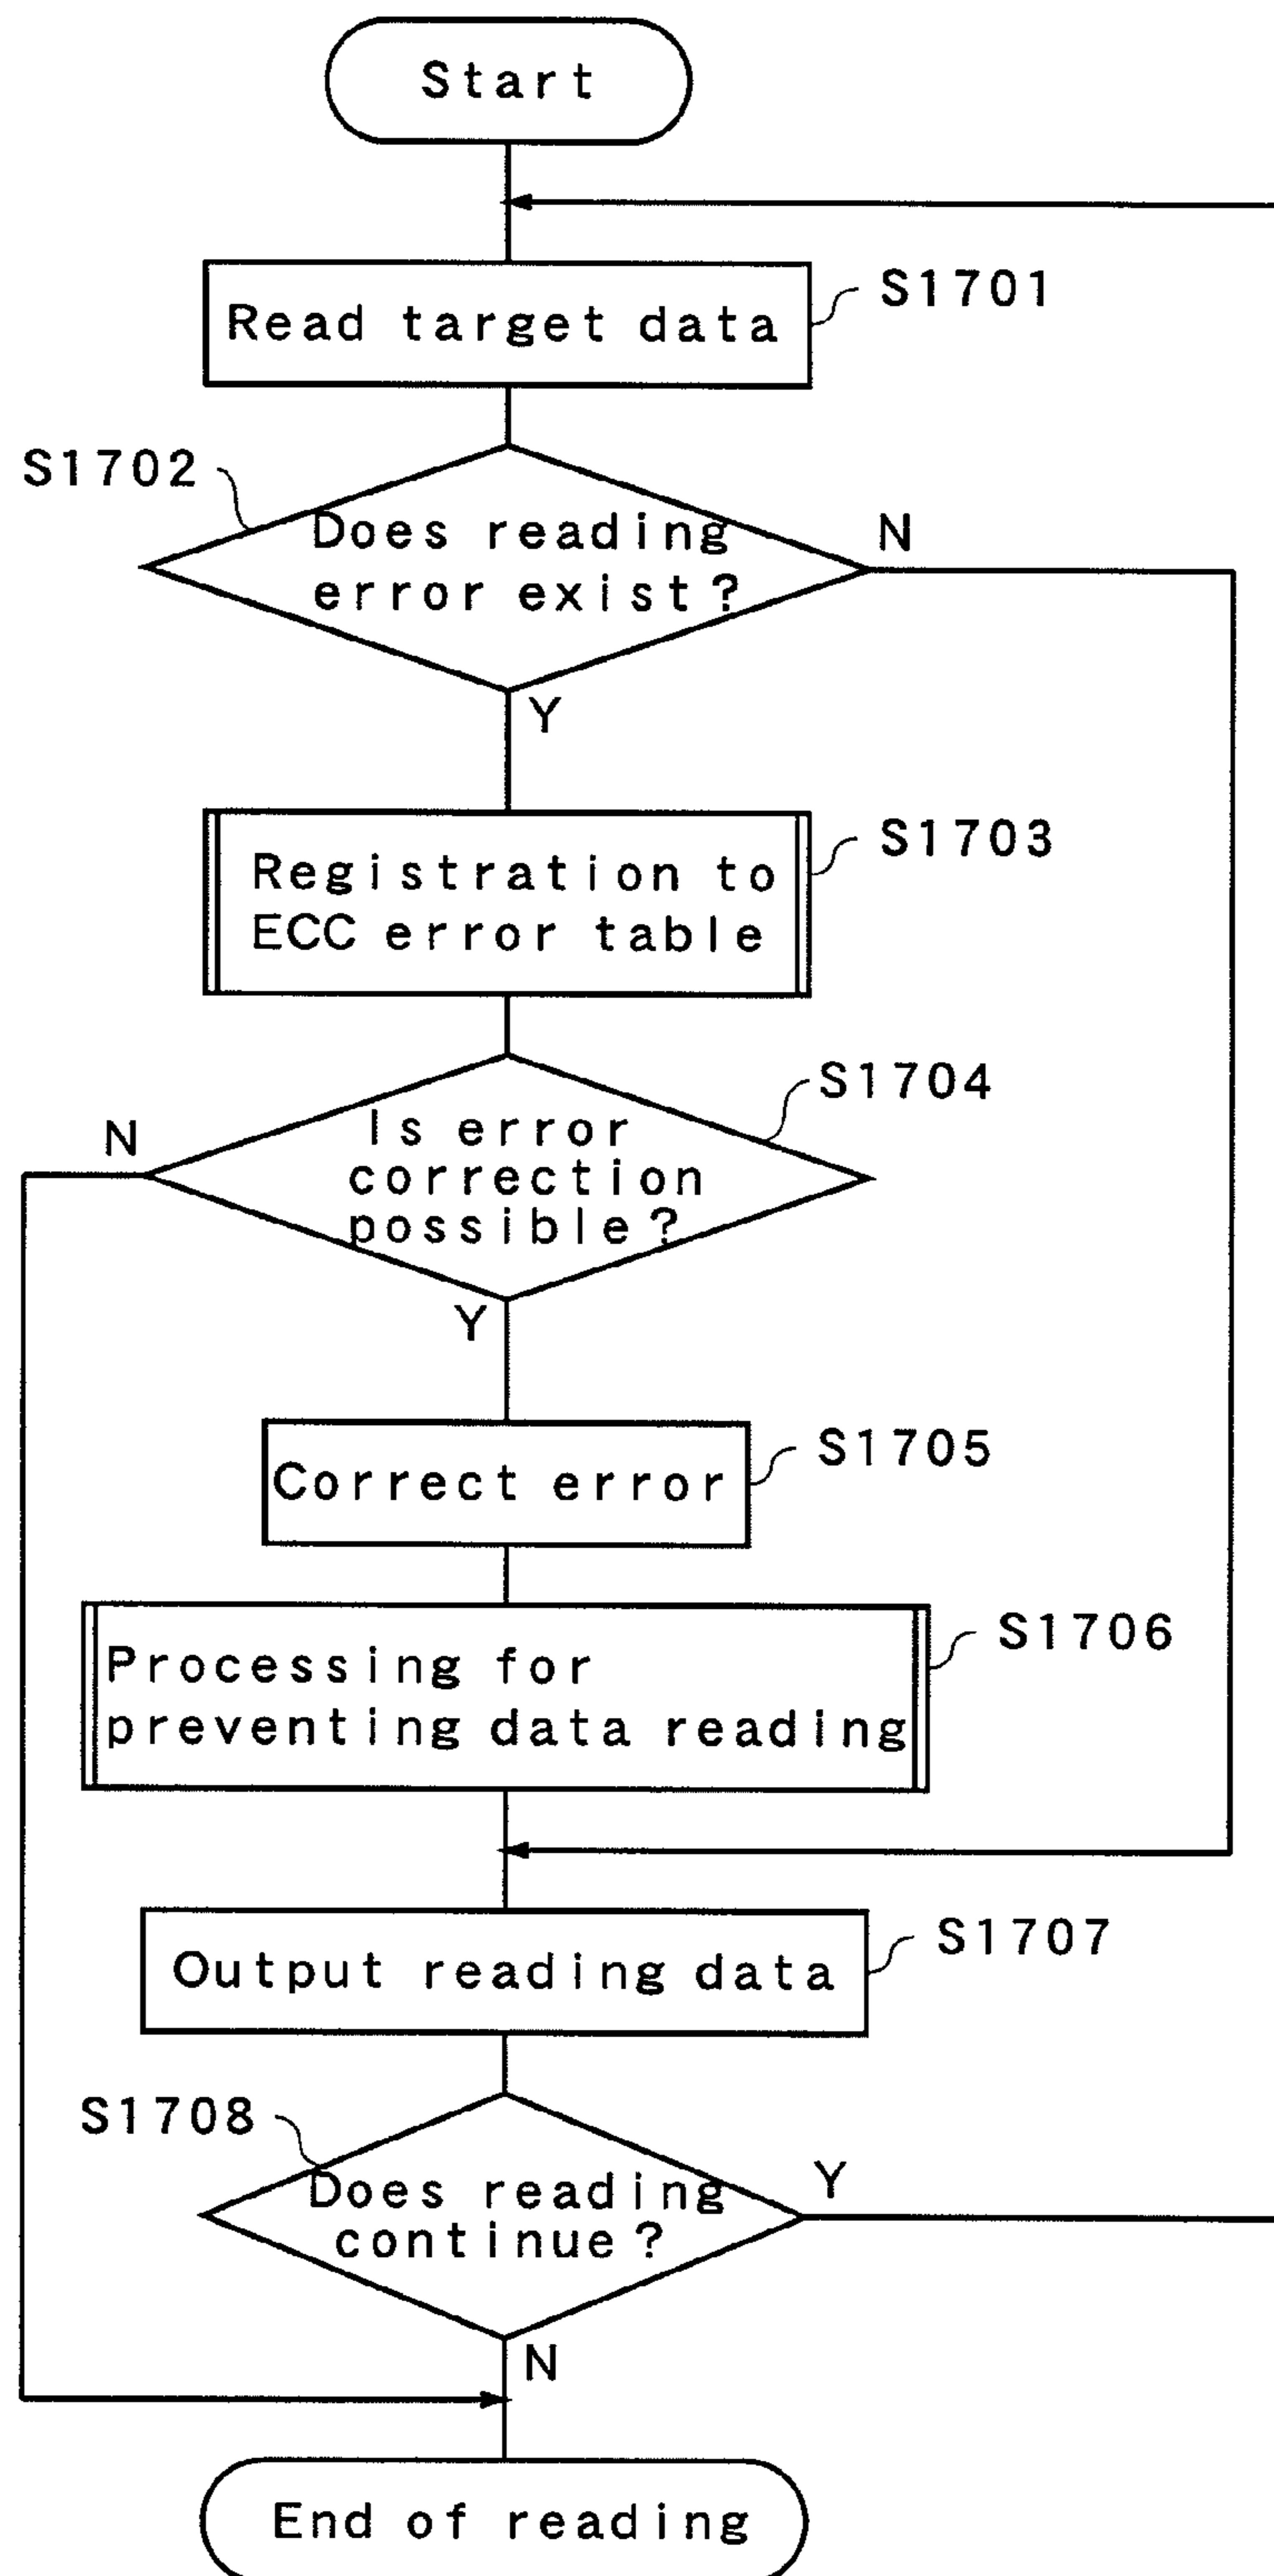 Start
Read target data
S1701
S1702
Does reading
error exist?
N
Y
Registration to
ECC error table
S1703
S1704
Is error
correction
possible?
N
Y
Correct error
S1705
Processing for
preventing data reading
S1706
Output reading data
S1707
S1708
Does reading
continue?
Y
N
End of reading